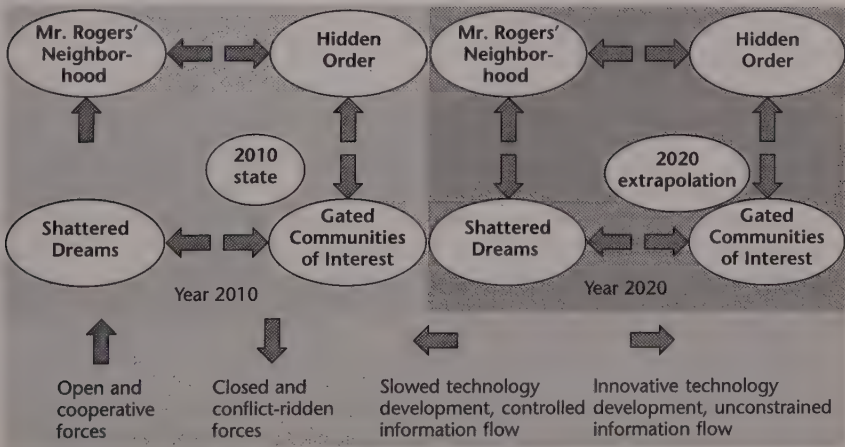 Mr. Rogers'
Neighbor-
hood
Hidden
Order
Mr. Rogers'
Neighbor-
hood
Hidden
Order
2010
state
2020
extrapolation
Shattered
Dreams
Gated
Communities
of Interest
Shattered
Dreams
Gated
Communities
of Interest
Year 2010
Year 2020
Open and
cooperative
forces
Closed and
conflict-ridden
forces
Slowed technology
development, controlled
information flow
Innovative technology
development, unconstrained
information flow